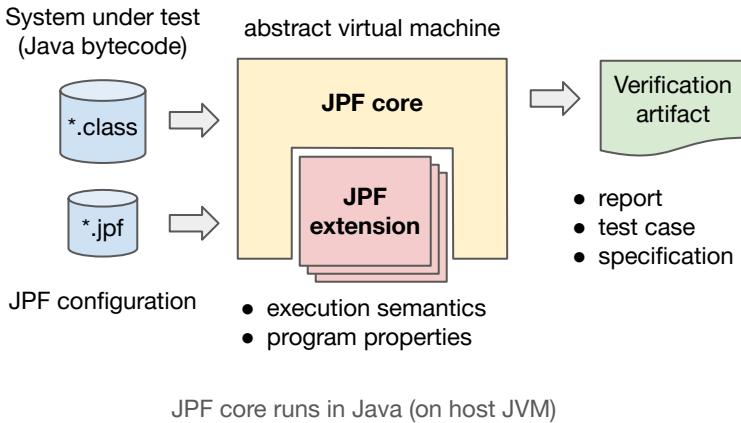 System under test
(Java bytecode)
abstract virtual machine
*.class
JPF core
Verification
artifact
*.jpf
JPF
extension
● report
● test case
● specification
JPF configuration
● execution semantics
● program properties
JPF core runs in Java (on host JVM)